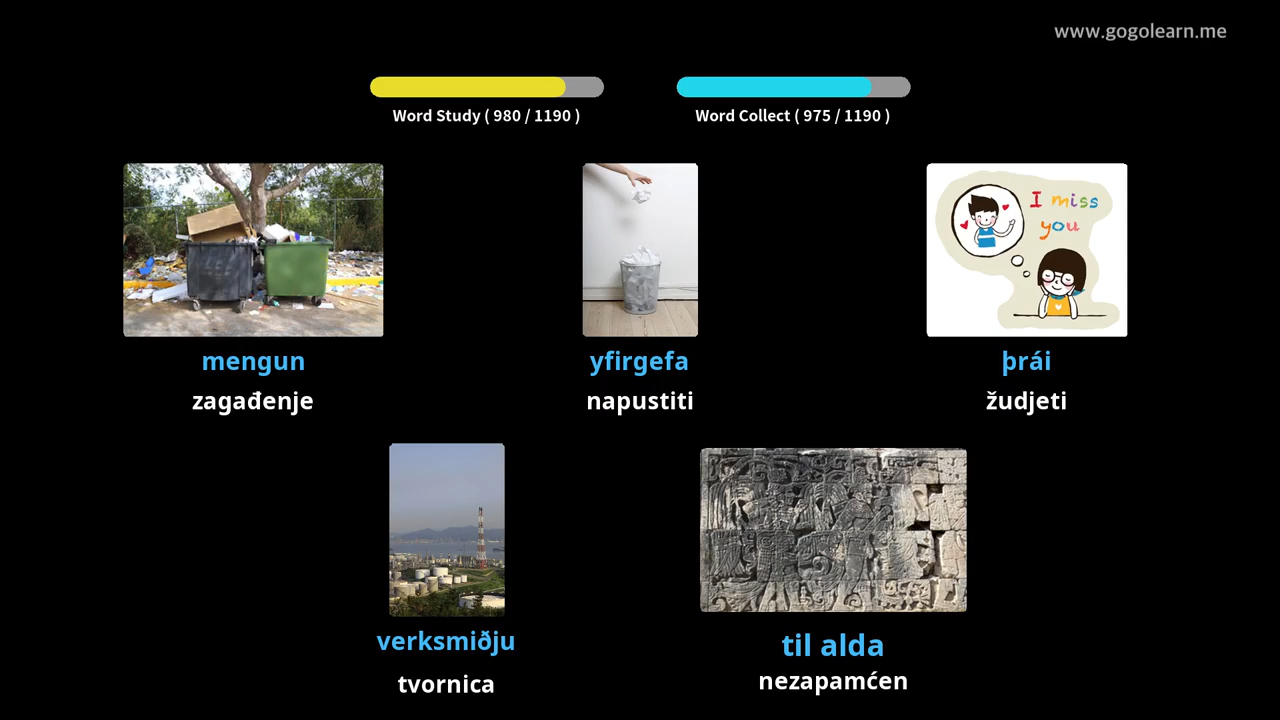 www.gogolearn.me
Word Study ( 980 / 1190 )
Word Collect ( 975 / 1190 )
I miss
you
mengun
zagađenje
yfirgefa
napustiti
þrái
žudjeti
verksmiðju
tvornica
til alda
nezapamćen